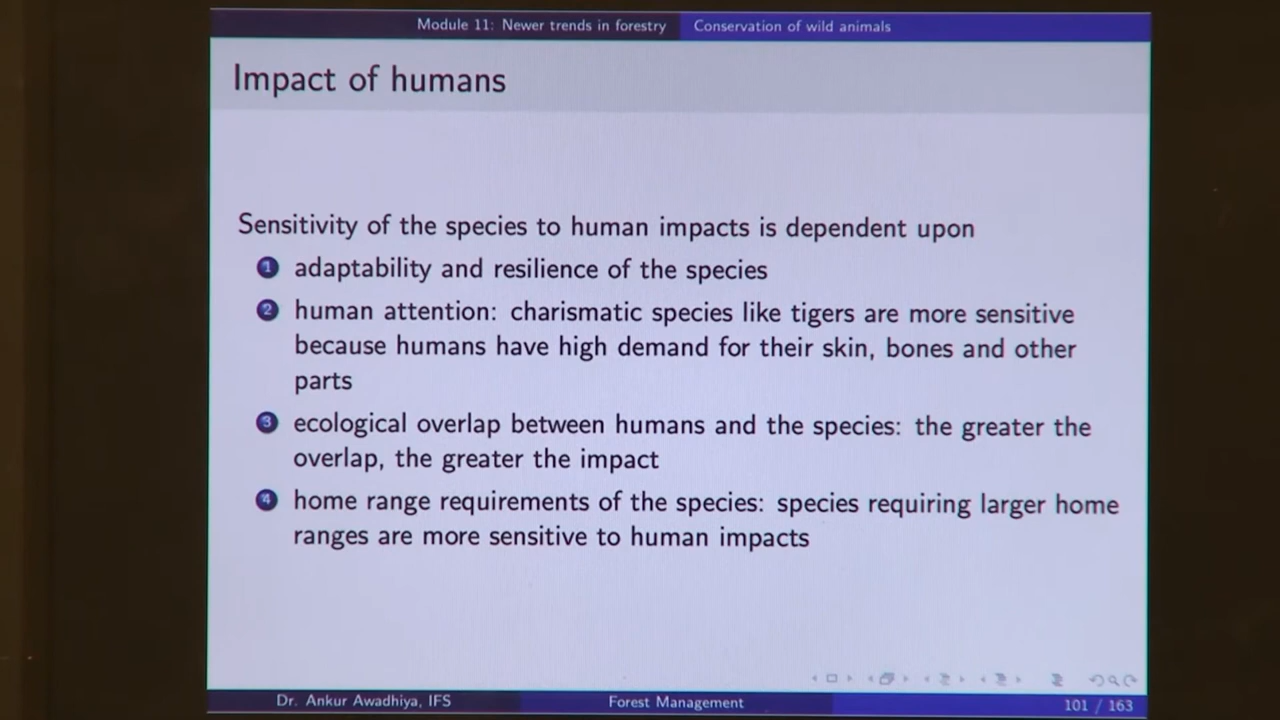 Module 11: Newer trends in forestry Conservation of wild animals
Impact of humans
Sensitivity of the species to human impacts is dependent upon
1 adaptability and resilience of the species
2 human attention: charismatic species like tigers are more sensitive
because humans have high demand for their skin, bones and other
parts
3 ecological overlap between humans and the species: the greater the
overlap, the greater the impact
4 home range requirements of the species: species requiring larger home
ranges are more sensitive to human impacts
Dr. Ankur Awadhiya, IFS Forest Management 101 / 163